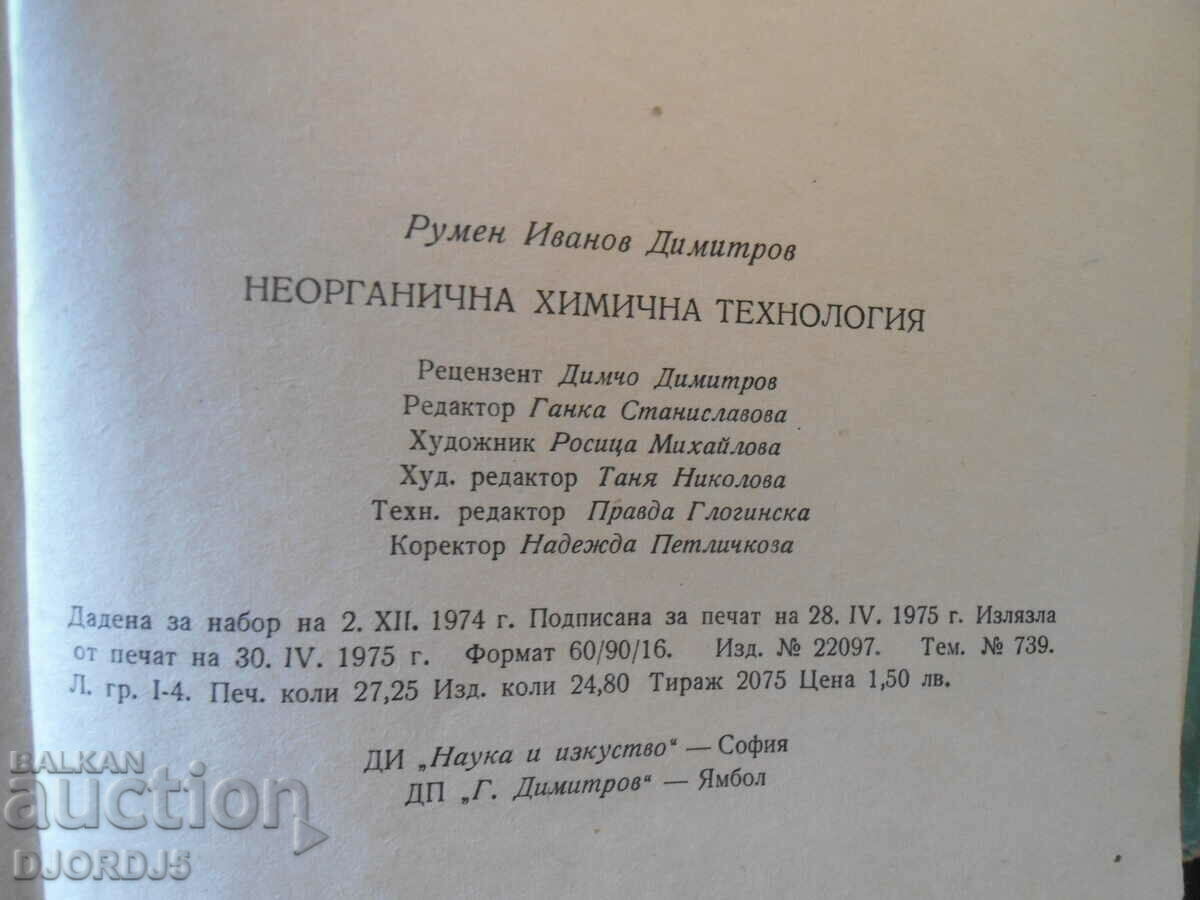 Румен Иванов Димитров
НЕОРГАНИЧНА ХИМИЧНА ТЕХНОЛОГИЯ
Рецензент Димчо Димитров
Редактор Ганка Станиславова
Художник Росица Михайлова
Худ. редактор Таня Николова
Техн. редактор Правда Глогинска
Коректор Надежда Петличкоза
Дадена за набор на 2. XII. 1974 г. Подписана за печат на 28. IV. 1975 г. Излязла
от печат на 30. IV. 1975 г. Формат 60/90/16. Изд. № 22097. Тем. № 739.
Л. гр. I-4. Печ. коли 27,25 Изд. коли 24,80 Тираж 2075 Цена 1,50 лв.
ДИ „Наука и изкуство“ — София
ДП „Г. Димитров“ — Ямбол
BALKAN
auction
DJORDJ5